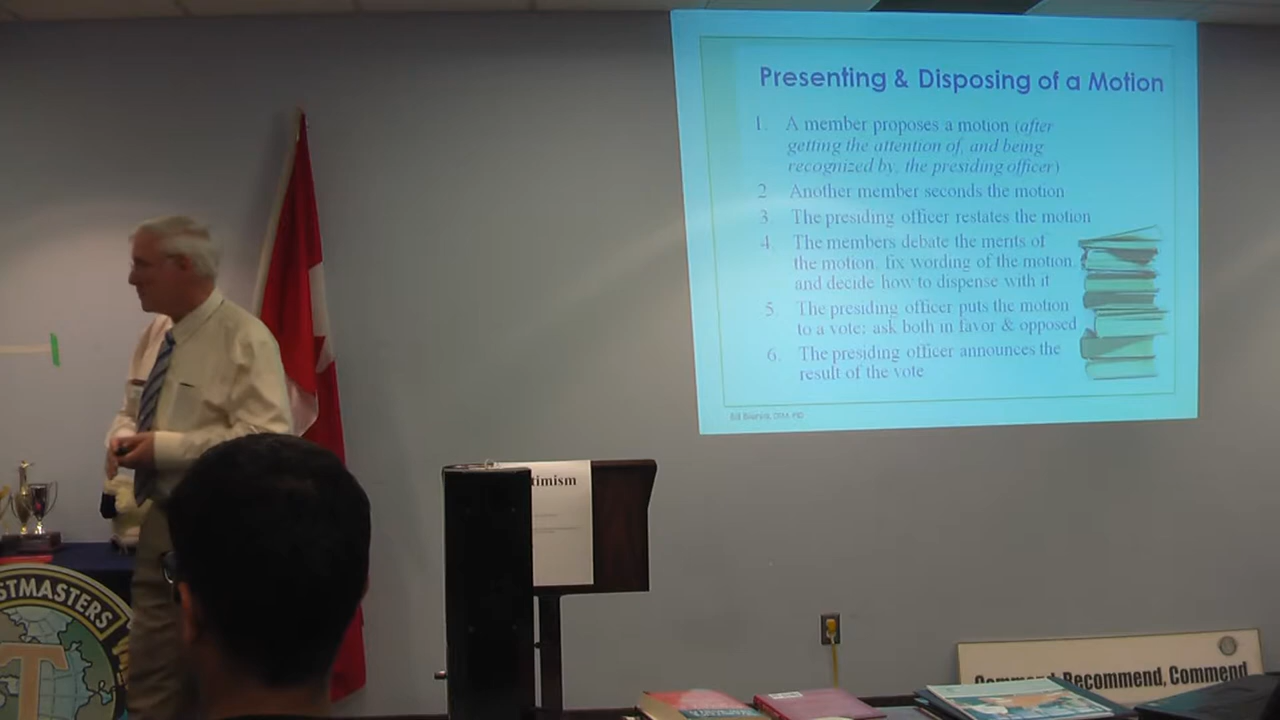 Presenting & Disposing of a Motion
1. A member proposes a motion (after
getting the attention of, and being
recognized by, the presiding officer)
2 Another member seconds the motion
3 The presiding officer restates the motion
4. The members debate the merits of
the motion, fix wording of the motion,
and decide how to dispense with it
5. The presiding officer puts the motion
to a vote; ask both in favor & opposed
6. The presiding officer announces the
result of the vote
timism
STMASTERS
T
Recommend, Commend